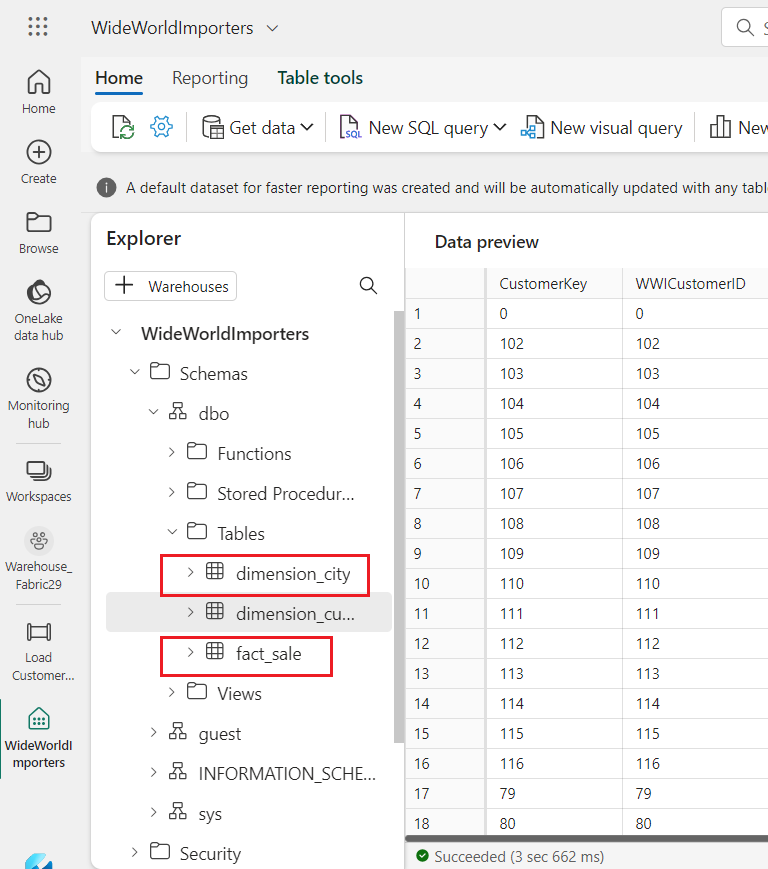 WideWorldImporters
Home
Create
Browse
OneLake
data hub
Monitoring
hub
Workspaces
Warehouse_
Fabric29
Load
Customer...
WideWorldI
mporters
Home Reporting Table tools
Get data New SQL query New visual query New
A default dataset for faster reporting was created and will be automatically updated with any tabl
Explorer
Warehouses
WideWorldImporters
Schemas
dbo
Functions
Stored Procedur...
Tables
dimension_city
dimension_cu...
fact_sale
Views
guest
INFORMATION_SCHE...
sys
Security
Data preview
CustomerKey WWICustomerID
1 0 0
2 102 102
3 103 103
4 104 104
5 105 105
6 106 106
7 107 107
8 108 108
9 109 109
10 110 110
11 111 111
12 112 112
13 113 113
14 114 114
15 115 115
16 116 116
17 79 79
18 80 80
Succeeded (3 sec 662 ms)